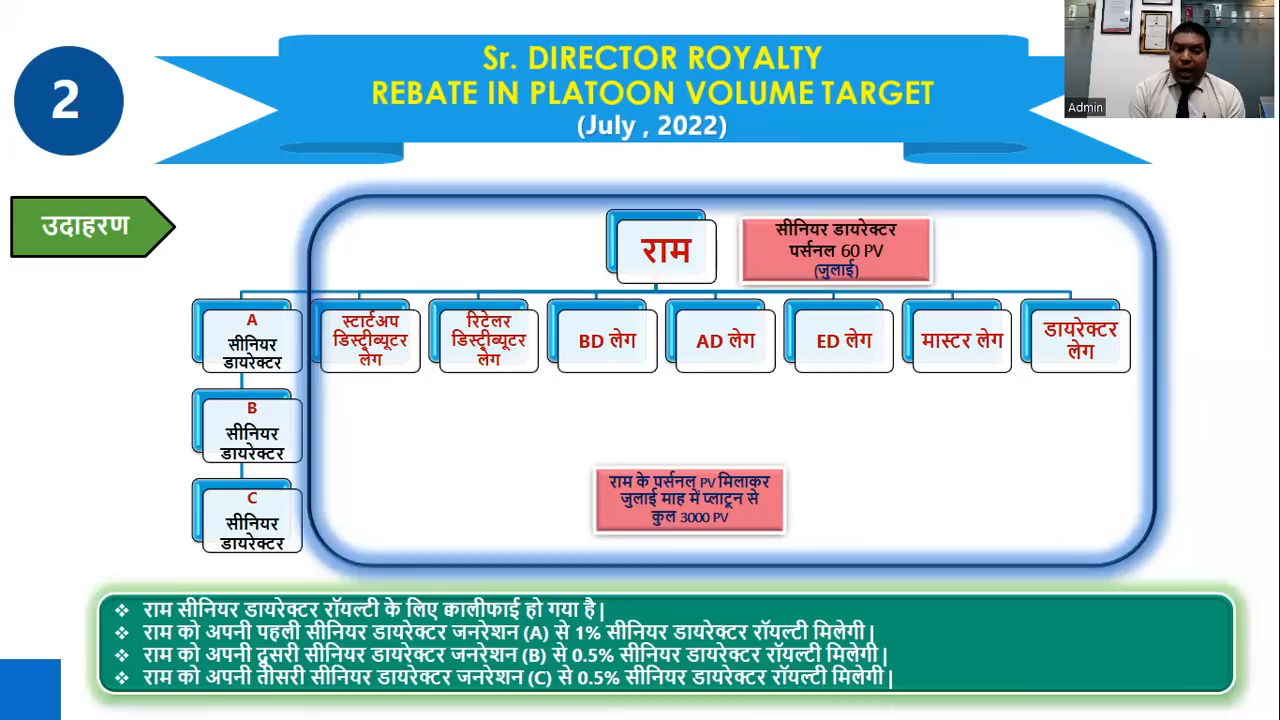 2
Sr. DIRECTOR ROYALTY
REBATE IN PLATOON VOLUME TARGET
(July , 2022)
Admin
उदाहरण
राम
सीनियर डायरेक्टर
पर्सनल 60 PV
(जुलाई)
A
सीनियर
डायरेक्टर
स्टार्टअप
डिस्ट्रीब्यूटर
लेग
रिटेलर
डिस्ट्रीब्यूटर
लेग
BD लेग
AD लेग
ED लेग
मास्टर लेग
डायरेक्टर
लेग
B
सीनियर
डायरेक्टर
C
सीनियर
डायरेक्टर
राम के पर्सनल PV मिलाकर
जुलाई माह में प्लाटून से
कुल 3000 PV
❖ राम सीनियर डायरेक्टर रॉयल्टी के लिए क्वालीफाई हो गया है |
❖ राम को अपनी पहली सीनियर डायरेक्टर जनरेशन (A) से 1% सीनियर डायरेक्टर रॉयल्टी मिलेगी |
❖ राम को अपनी दूसरी सीनियर डायरेक्टर जनरेशन (B) से 0.5% सीनियर डायरेक्टर रॉयल्टी मिलेगी |
❖ राम को अपनी तीसरी सीनियर डायरेक्टर जनरेशन (C) से 0.5% सीनियर डायरेक्टर रॉयल्टी मिलेगी |